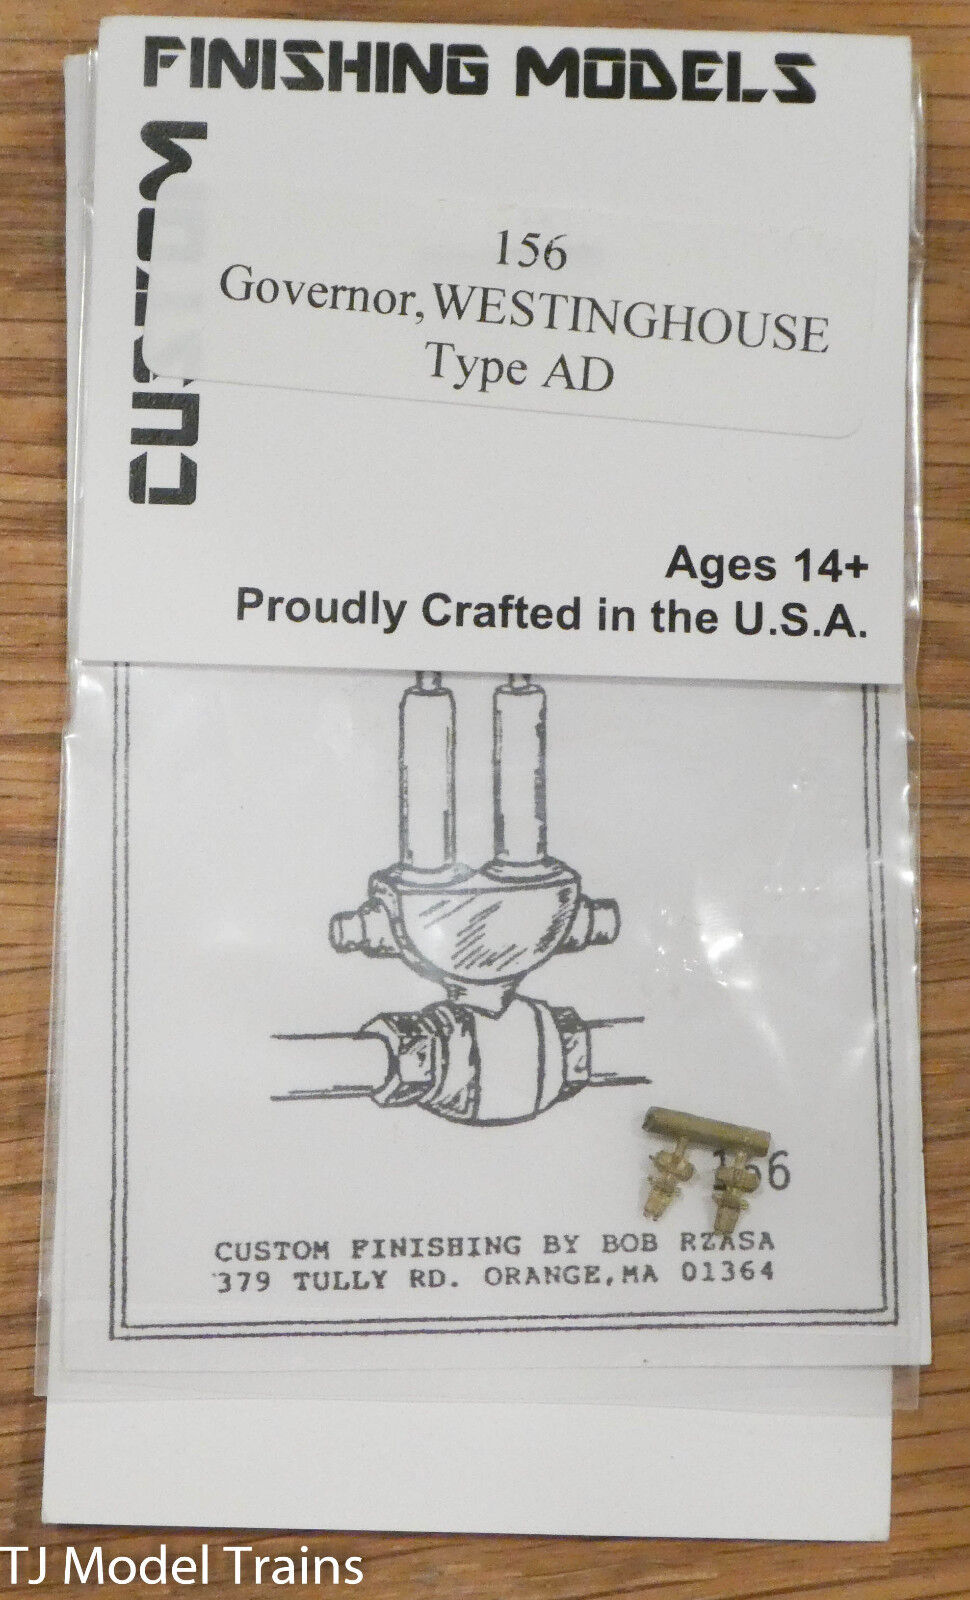 FINISHING MODELS
CUSTOM
156
Governor, WESTINGHOUSE
Type AD
Ages 14+
Proudly Crafted in the U.S.A.
156
CUSTOM FINISHING BY BOB RZASA
379 TULLY RD. ORANGE, MA 01364
TJ Model Trains